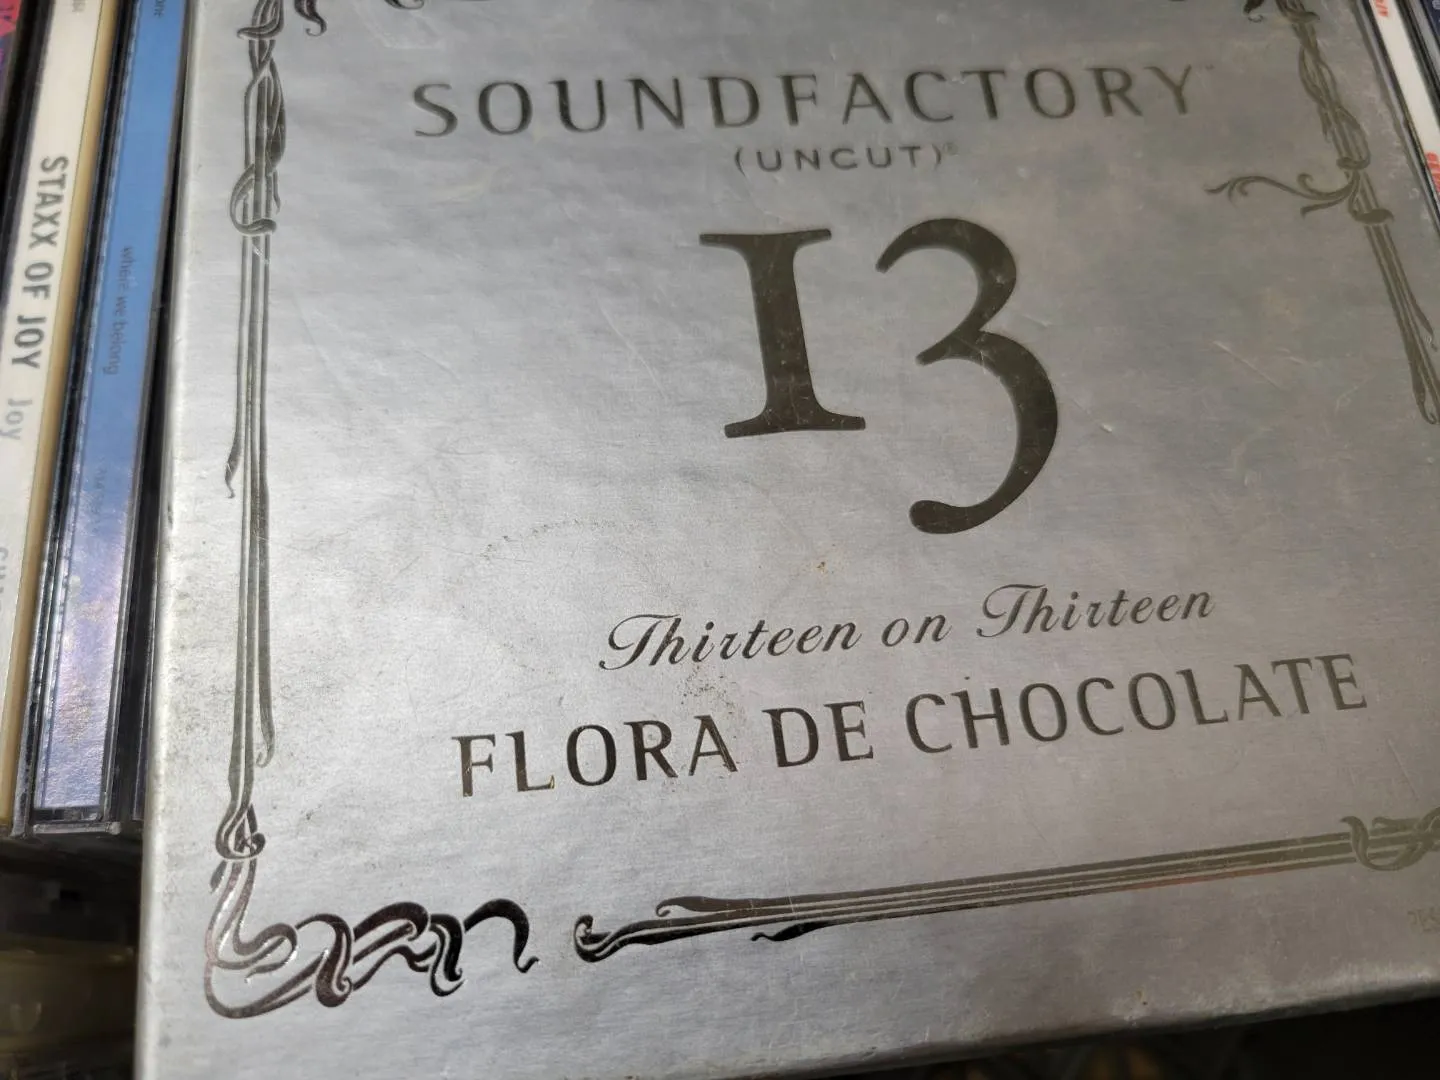 STAXX OF JOY Joy
where we belong
SOUNDFACTORY
(UNCUT)®
13
Thirteen on Thirteen
FLORA DE CHOCOLATE